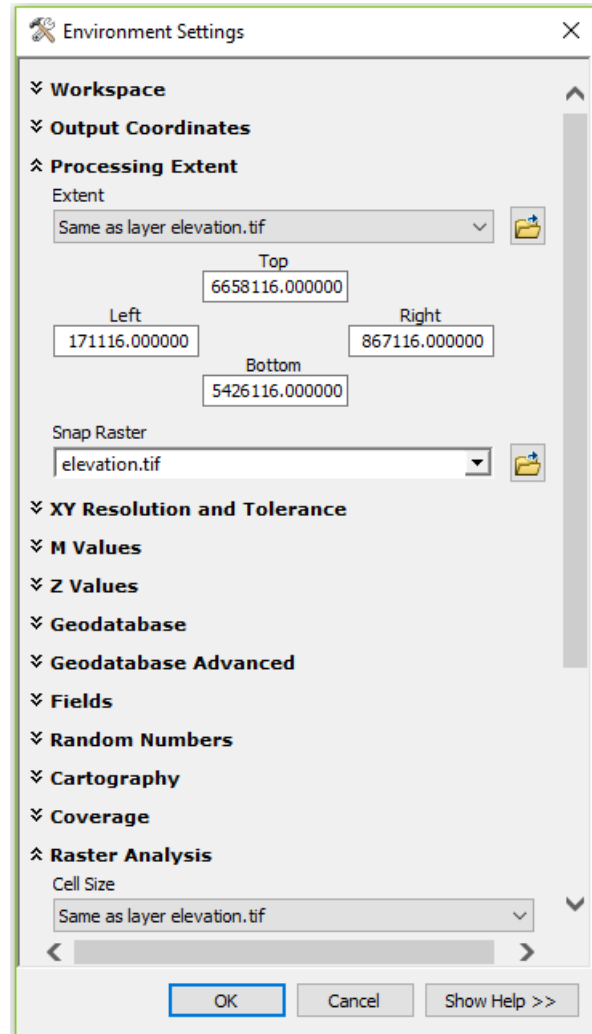 Environment Settings
Workspace
Output Coordinates
Processing Extent
Extent
Same as layer elevation.tif
Top
6658116.000000
Left
Right
171116.000000
867116.000000
Bottom
5426116.000000
Snap Raster
elevation.tif
XY Resolution and Tolerance
M Values
Z Values
Geodatabase
Geodatabase Advanced
Fields
Random Numbers
Cartography
Coverage
Raster Analysis
Cell Size
Same as layer elevation.tif
OK
Cancel
Show Help >>